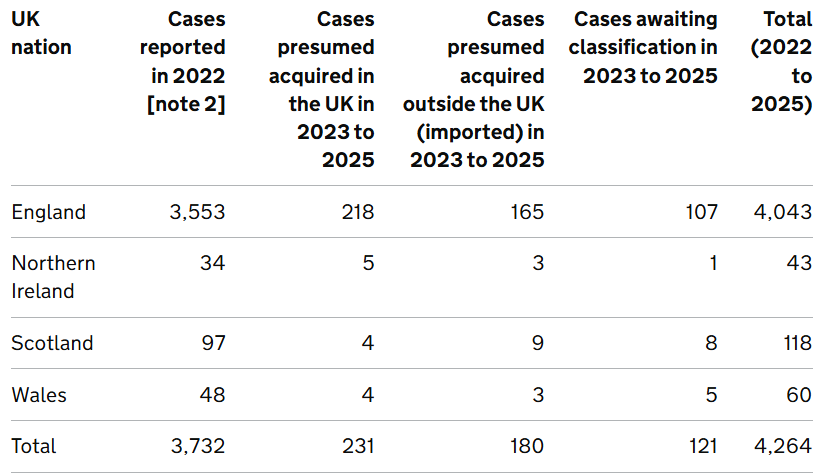 UK nation | Cases reported in 2022 [note 2] | Cases presumed acquired in the UK in 2023 to 2025 | Cases presumed acquired outside the UK (imported) in 2023 to 2025 | Cases awaiting classification in 2023 to 2025 | Total (2022 to 2025)
England | 3,553 | 218 | 165 | 107 | 4,043
Northern Ireland | 34 | 5 | 3 | 1 | 43
Scotland | 97 | 4 | 9 | 8 | 118
Wales | 48 | 4 | 3 | 5 | 60
Total | 3,732 | 231 | 180 | 121 | 4,264